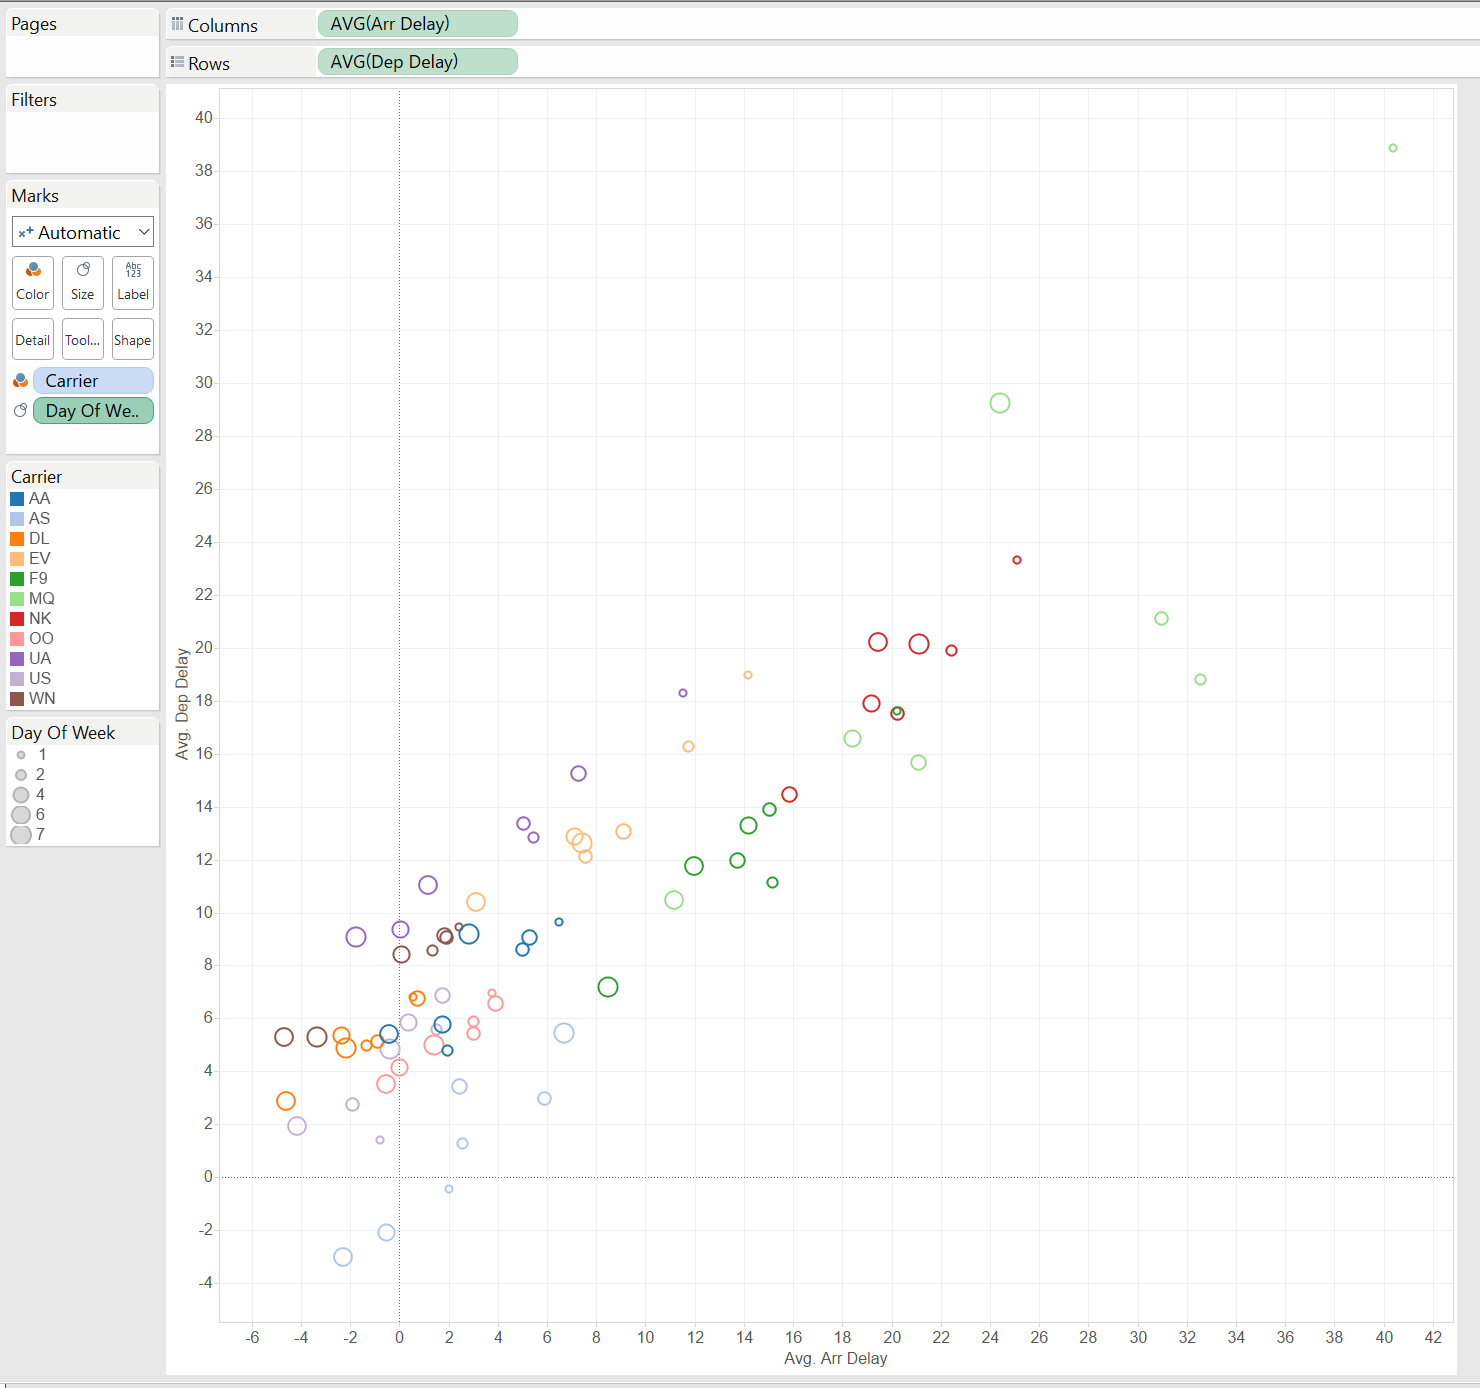 Pages
Columns
AVG(Arr Delay)
Rows
AVG(Dep Delay)
Filters
Marks
Automatic
Color
Size
Abc
123
Label
Detail
Tool...
Shape
Carrier
Day Of We..
Carrier
AA
AS
DL
EV
F9
MQ
NK
OO
UA
US
WN
Day Of Week
1
2
4
6
7
Avg. Dep Delay
40
38
36
34
32
30
28
26
24
22
20
18
16
14
12
10
8
6
4
2
0
-2
-4
-6 -4 -2 0 2 4 6 8 10 12 14 16 18 20 22 24 26 28 30 32 34 36 38 40 42
Avg. Arr Delay